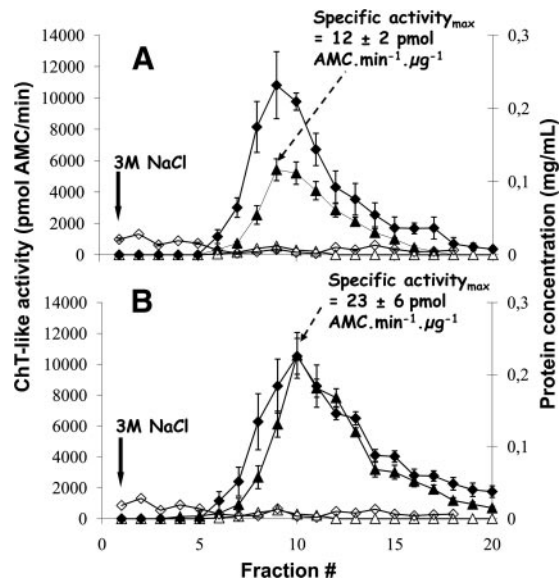 Specific activitymax
= 12 ± 2 pmol
AMC.min-1.µg-1
A
3M NaCl
14000
12000
10000
8000
6000
4000
2000
0
0,3
0,2
0,1
0
ChT-like activity (pmol AMC/min)
Protein concentration (mg/mL)
Specific activitymax
= 23 ± 6 pmol
AMC.min-1.µg-1
B
3M NaCl
14000
12000
10000
8000
6000
4000
2000
0
0,3
0,2
0,1
0
0 5 10 15 20
Fraction #